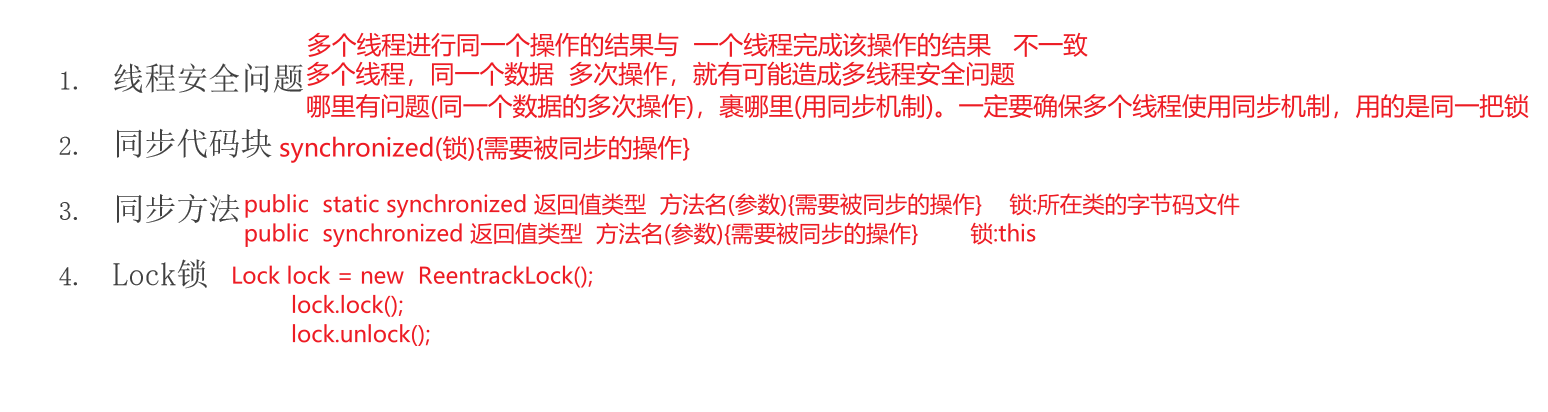 多个线程进行同一个操作的结果与 一个线程完成该操作的结果 不一致
1. 线程安全问题 多个线程，同一个数据 多次操作，就有可能造成多线程安全问题
哪里有问题(同一个数据的多次操作)，裹哪里(用同步机制)。一定要确保多个线程使用同步机制，用的是同一把锁
2. 同步代码块 synchronized(锁){需要被同步的操作}
3. 同步方法 public static synchronized 返回值类型 方法名(参数){需要被同步的操作} 锁:所在类的字节码文件
public synchronized 返回值类型 方法名(参数){需要被同步的操作} 锁:this
4. Lock锁 Lock lock = new ReentrackLock();
lock.lock();
lock.unlock();